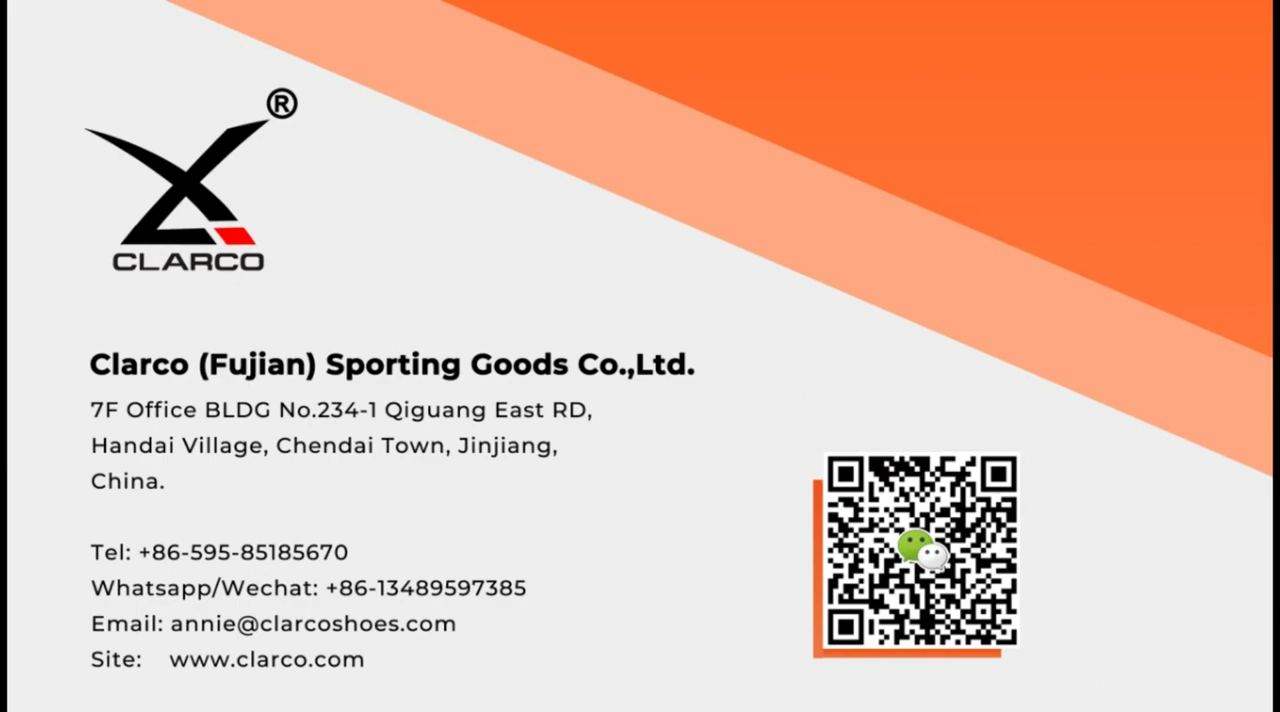 ®
CLARCO
Clarco (Fujian) Sporting Goods Co.,Ltd.
7F Office BLDG No.234-1 Qiguang East RD,
Handai Village, Chendai Town, Jinjiang,
China.
Tel: +86-595-85185670
Whatsapp/Wechat: +86-13489597385
Email: annie@clarcoshoes.com
Site: www.clarco.com